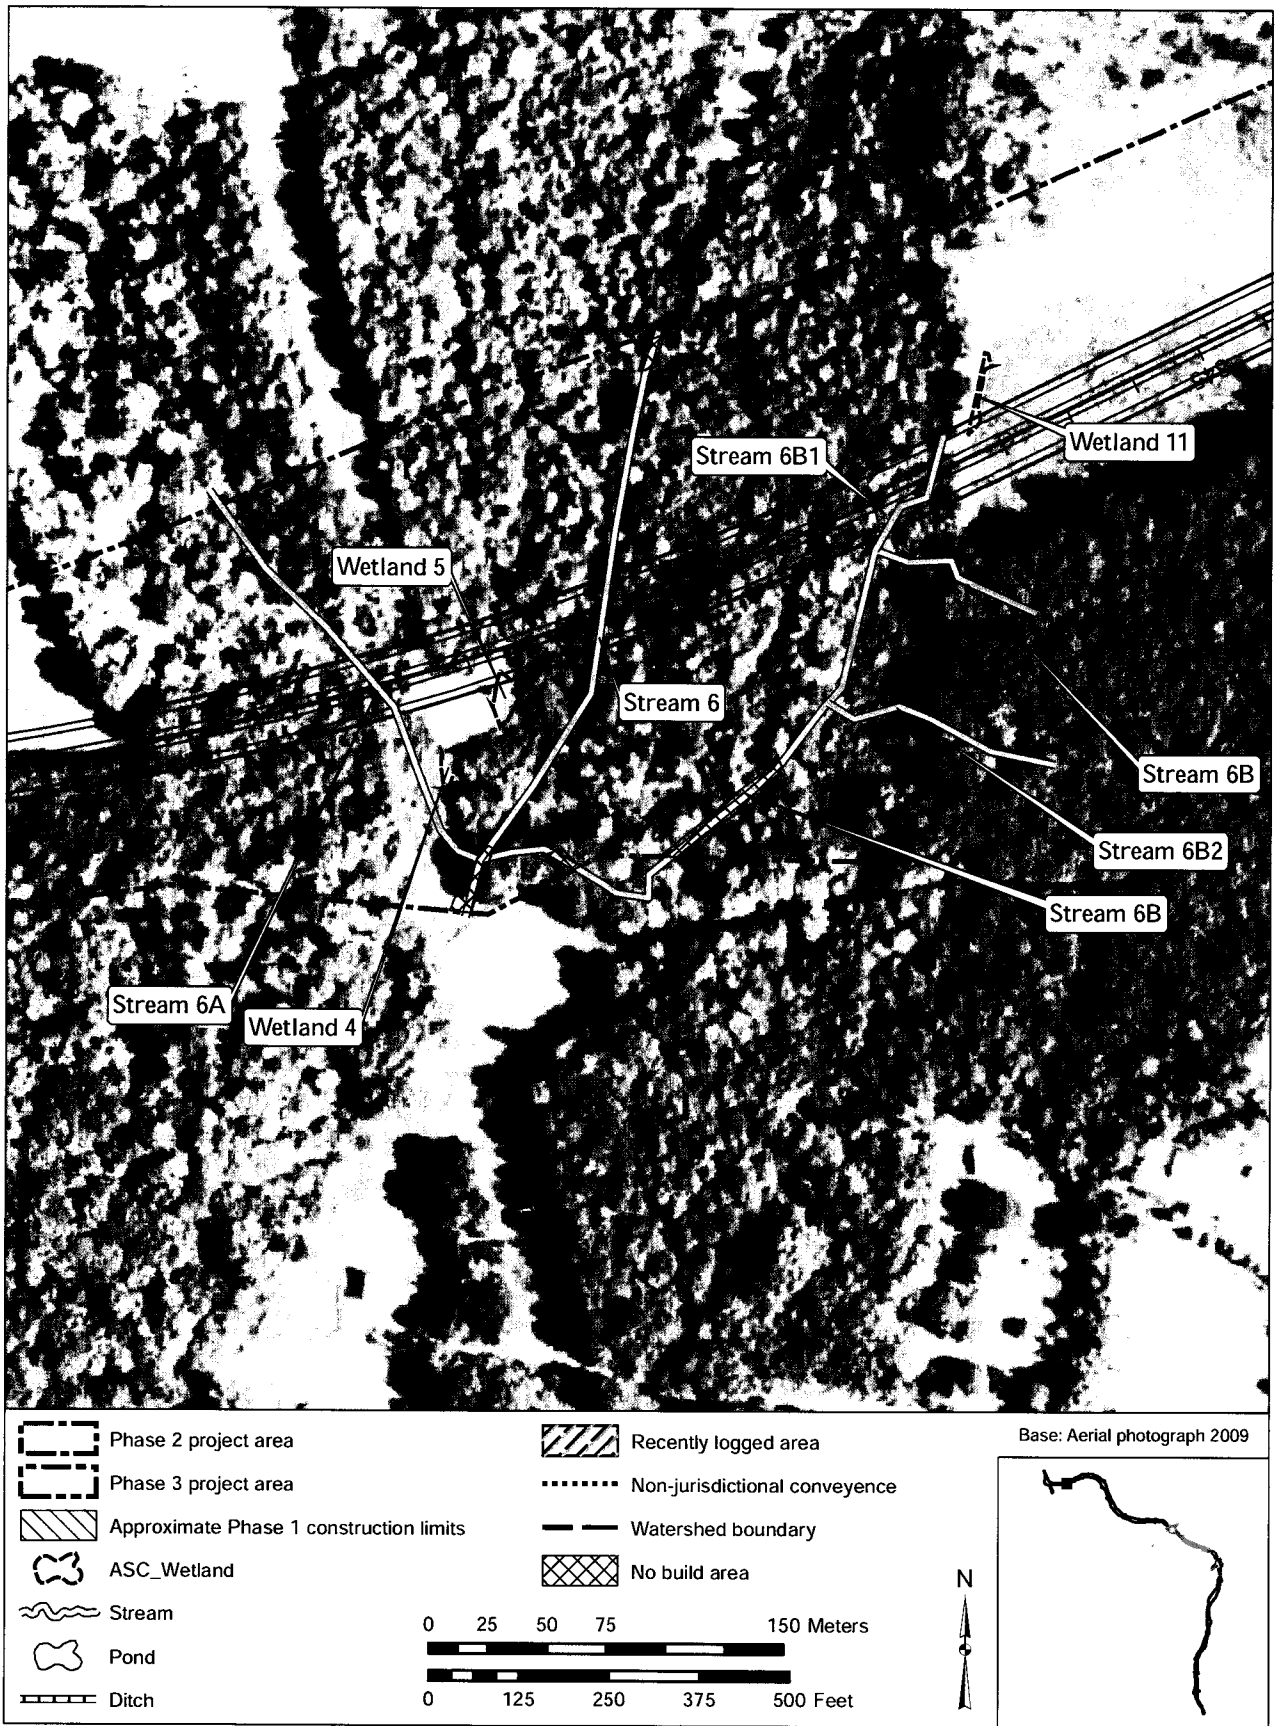 Wetland 11
Stream 6B1
Wetland 5
Stream 6
Stream 6B
Stream 6B2
Stream 6B
Stream 6A
Wetland 4
Phase 2 project area
Phase 3 project area
Approximate Phase 1 construction limits
ASC_Wetland
Stream
Pond
Ditch
Recently logged area
Non-jurisdictional conveyence
Watershed boundary
No build area
0 25 50 75 150 Meters
0 125 250 375 500 Feet
N
Base: Aerial photograph 2009